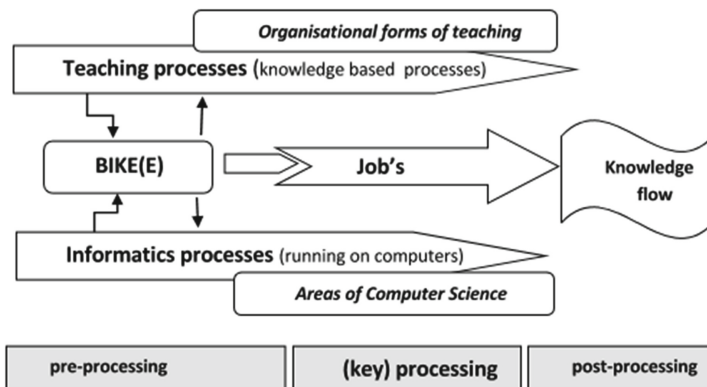 Organisational forms of teaching
Teaching processes (knowledge based processes)
BIKE(E)
Job's
Knowledge
flow
Informatics processes (running on computers)
Areas of Computer Science
pre-processing
(key) processing
post-processing